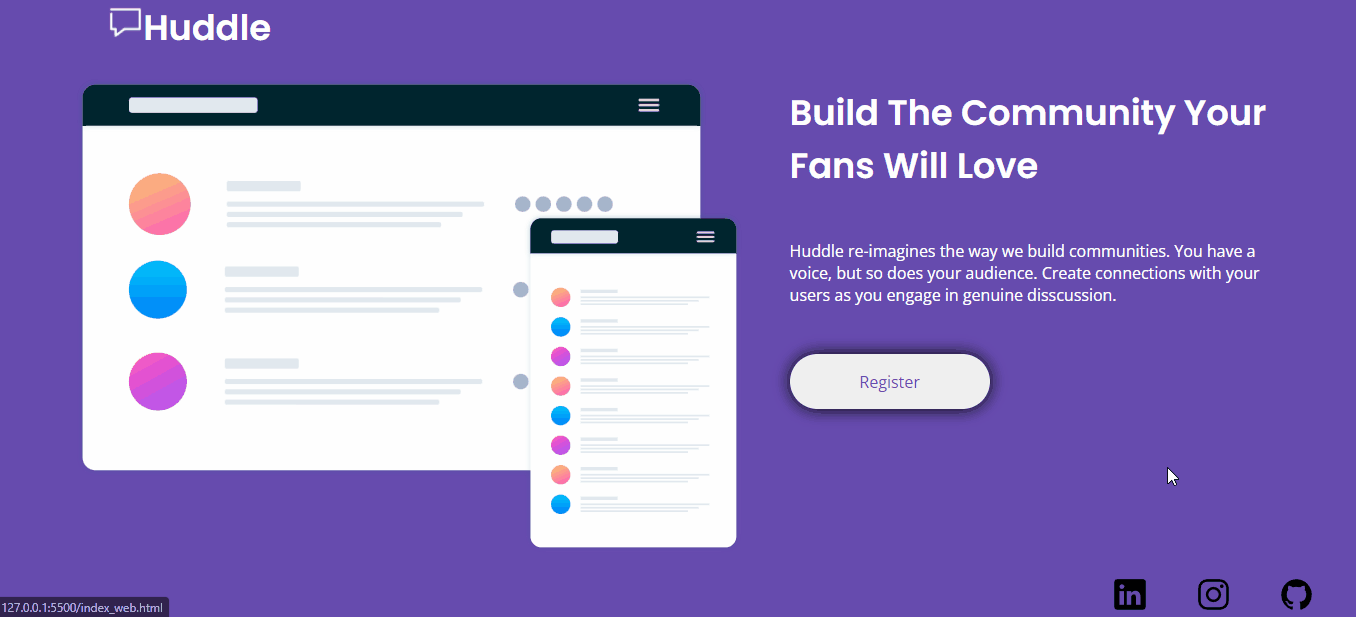 Huddle
Build The Community Your
Fans Will Love
Huddle re-imagines the way we build communities. You have a
voice, but so does your audience. Create connections with your
users as you engage in genuine disscussion.
Register
in
127.0.0.1:5500/index_web.html